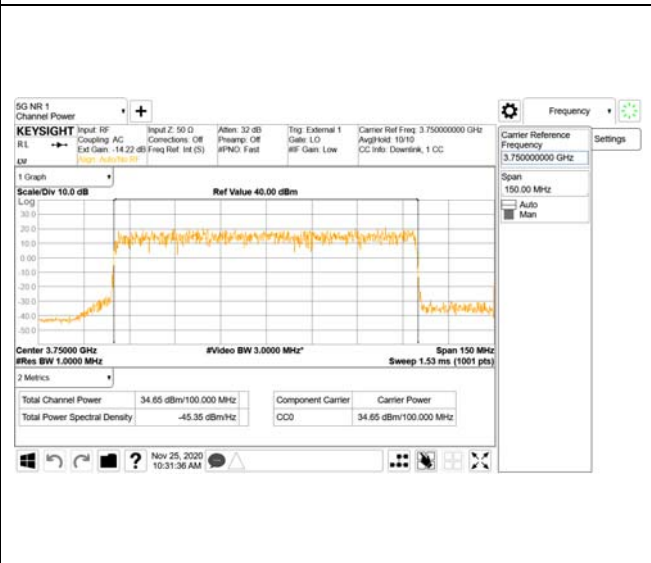 5G NR 1
Channel Power
Frequency
KEYSIGHT
RL
Input: RF
Coupling: AC
Ext Gain: -14.22 dB
Align: Auto/No RF
Input Z: 50 Ω
Corrections: Off
Freq Ref: Int (S)
Atten: 32 dB
Preamp: Off
#PNO: Fast
Trig: External 1
Gate: LO
#IF Gain: Low
Carrier Ref Freq: 3.750000000 GHz
Avg|Hold: 10/10
CC Info: Downlink, 1 CC
Carrier Reference
Frequency
3.750000000 GHz
Settings
Span
150.00 MHz
Auto
Man
1 Graph
Scale/Div 10.0 dB
Ref Value 40.00 dBm
Log
30.0
20.0
10.0
0.00
-10.0
-20.0
-30.0
-40.0
-50.0
Center 3.75000 GHz
#Video BW 3.0000 MHz*
Span 150 MHz
#Res BW 1.0000 MHz
Sweep 1.53 ms (1001 pts)
2 Metrics
Total Channel Power 34.65 dBm/100.000 MHz
Total Power Spectral Density -45.35 dBm/Hz
Component Carrier Carrier Power
CC0 34.65 dBm/100.000 MHz
?
Nov 25, 2020
10:31:36 AM